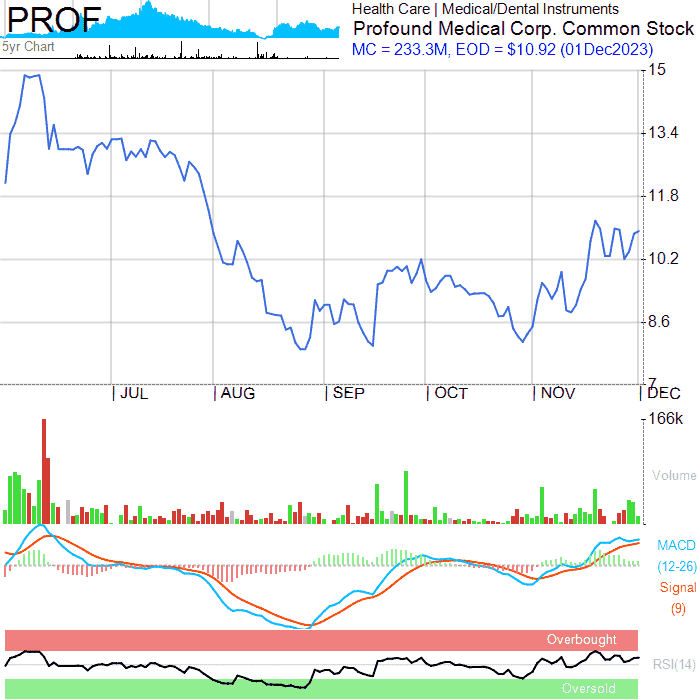 PROF
Health Care | Medical/Dental Instruments
Profound Medical Corp. Common Stock
5yr Chart
MC = 233.3M, EOD = $10.92 (01Dec2023)
15
13.4
11.8
10.2
8.6
7
JUL AUG SEP OCT NOV DEC
166k
Volume
MACD
(12-26)
Signal
(9)
Overbought
RSI(14)
Oversold